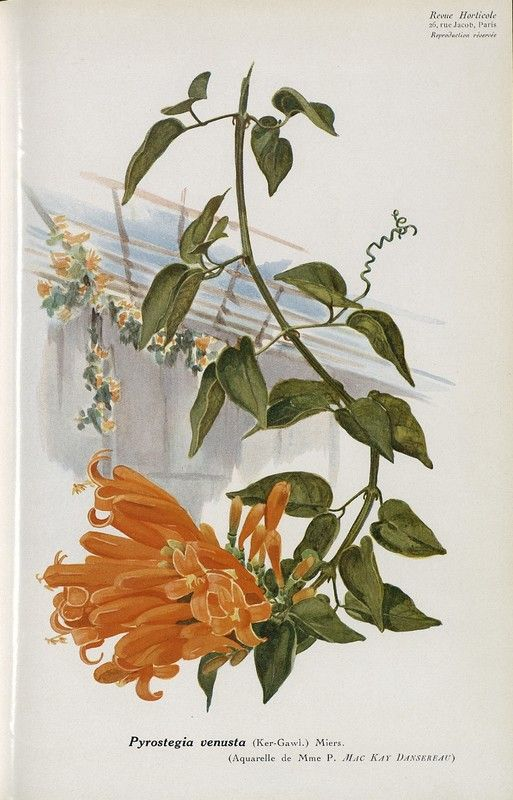 Revue Horticole
26, rue Jacob, Paris
Reproduction réservée
Pyrostegia venusta (Ker-Gawl.) Miers.
(Aquarelle de Mme P. Mac Kay Dansereau)